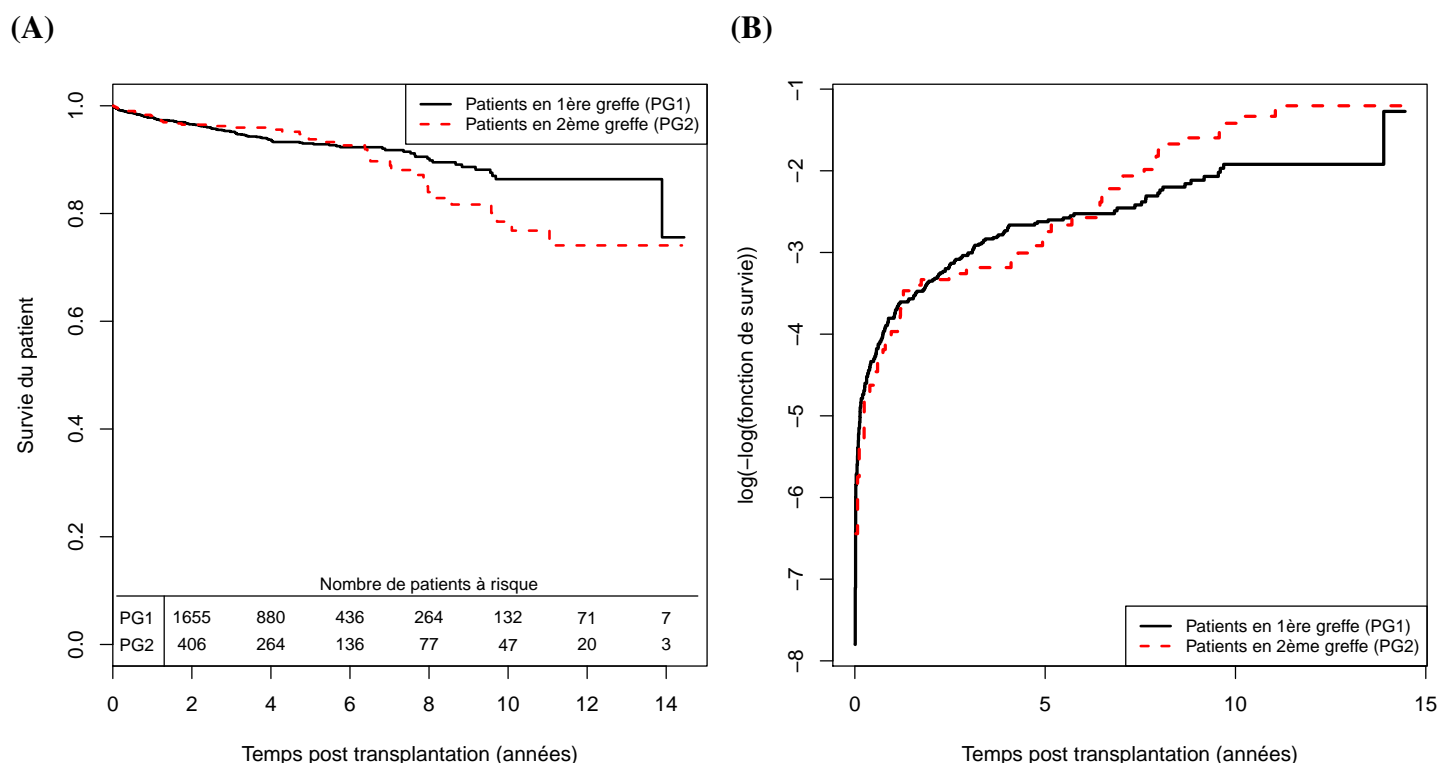 (A)
Survie du patient
1.0
0.8
0.6
0.4
0.2
0.0
Patients en 1ère greffe (PG1)
Patients en 2ème greffe (PG2)
Nombre de patients à risque
PG1 1655 880 436 264 132 71 7
PG2 406 264 136 77 47 20 3
0 2 4 6 8 10 12 14
Temps post transplantation (années)
(B)
log(−log(fonction de survie))
−1
−2
−3
−4
−5
−6
−7
−8
Patients en 1ère greffe (PG1)
Patients en 2ème greffe (PG2)
0 5 10 15
Temps post transplantation (années)